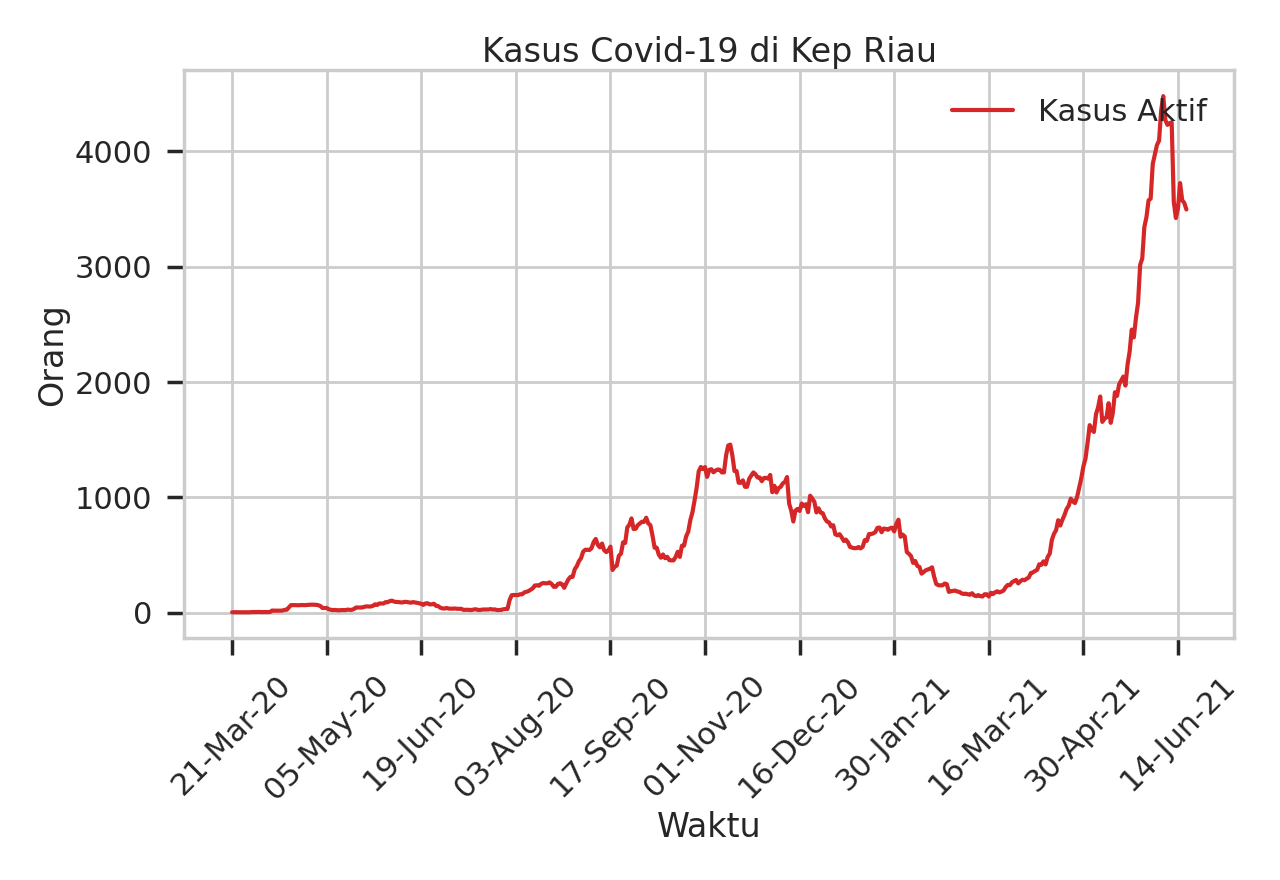 Kasus Covid-19 di Kep Riau
Kasus Aktif
4000
3000
2000
1000
0
Orang
21-Mar-20
05-May-20
19-Jun-20
03-Aug-20
17-Sep-20
01-Nov-20
16-Dec-20
30-Jan-21
16-Mar-21
30-Apr-21
14-Jun-21
Waktu